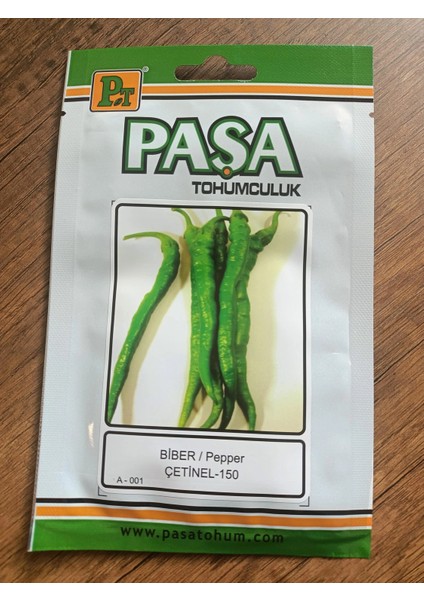 PT
PAŞA
TOHUMCULUK
BİBER / Pepper
ÇETİNEL-150
A - 001
www.pasatohum.com